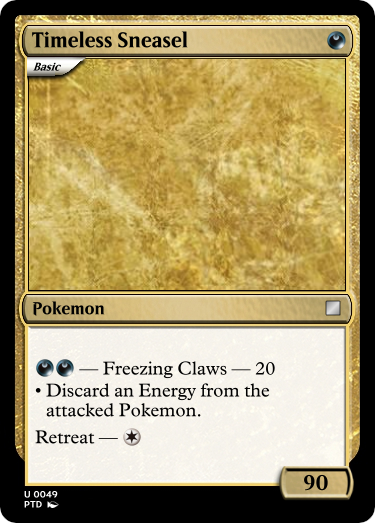 Timeless Sneasel
Basic
Pokemon
— Freezing Claws — 20
• Discard an Energy from the
attacked Pokemon.
Retreat —
90
U 0049
PTD